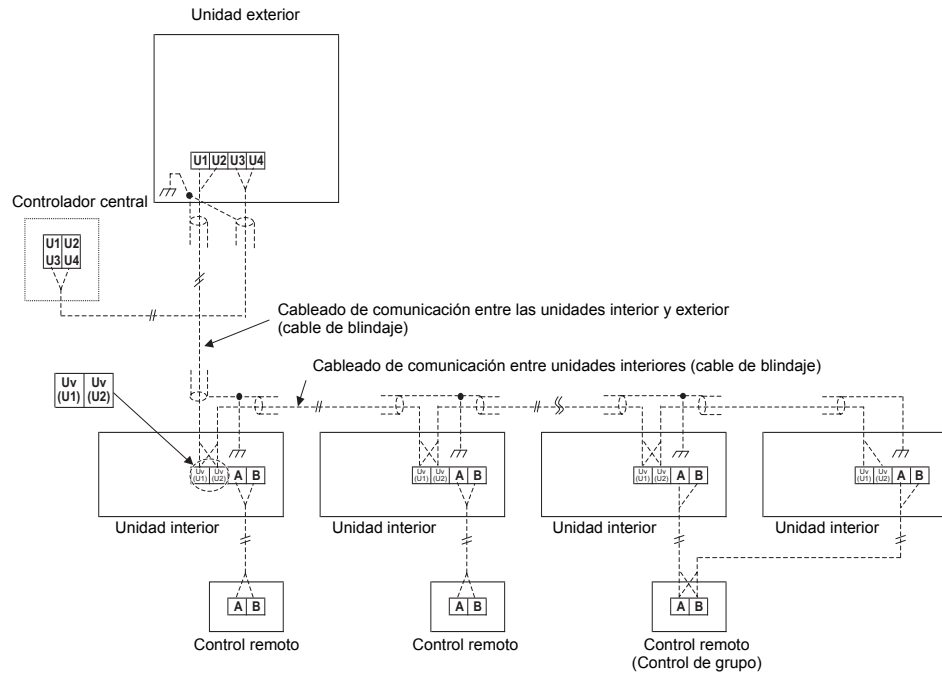 Unidad exterior
U1 U2 U3 U4
Controlador central
U1 U2
U3 U4
Cableado de comunicación entre las unidades interior y exterior
(cable de blindaje)
Cableado de comunicación entre unidades interiores (cable de blindaje)
Uv Uv
(U1) (U2)
Uv Uv A B
(U1) (U2)
Uv Uv A B
(U1) (U2)
Uv Uv A B
(U1) (U2)
Uv Uv A B
(U1) (U2)
Unidad interior
Unidad interior
Unidad interior
Unidad interior
A B
A B
A B
Control remoto
Control remoto
Control remoto
(Control de grupo)